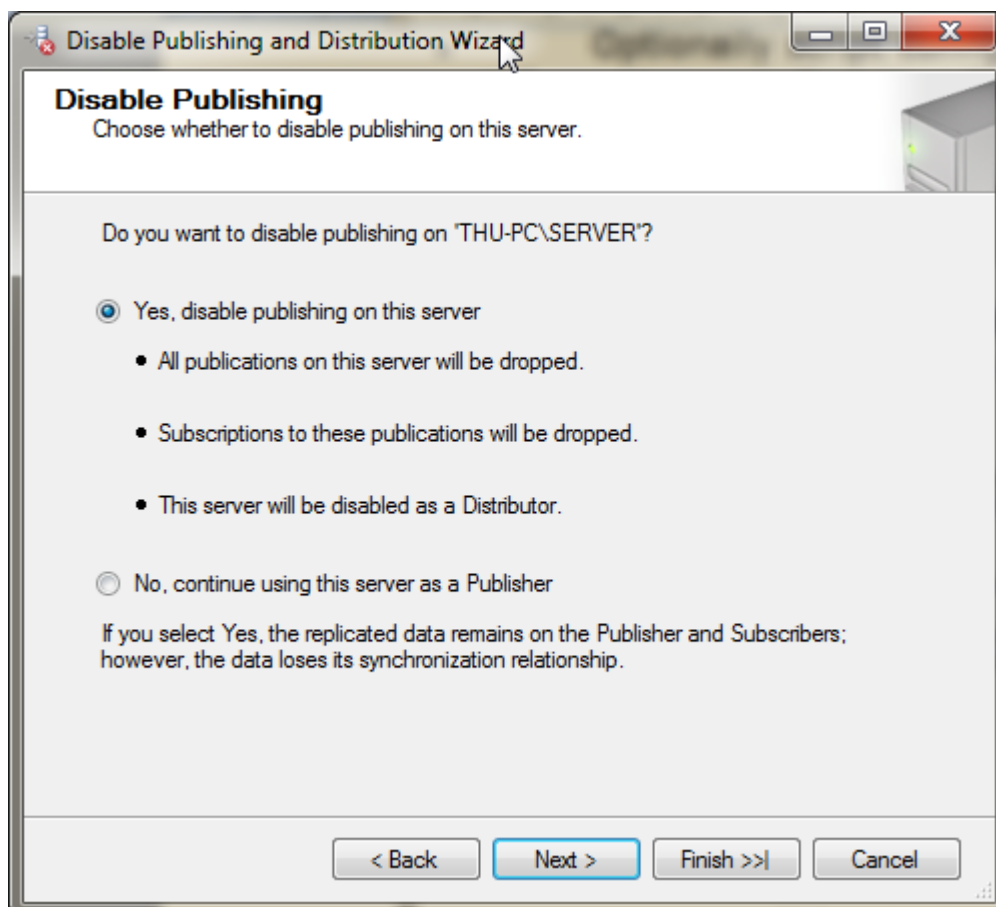 Disable Publishing and Distribution Wizard
Optionally
Disable Publishing
Choose whether to disable publishing on this server.
Do you want to disable publishing on "THU-PC\SERVER"?
Yes, disable publishing on this server
• All publications on this server will be dropped.
• Subscriptions to these publications will be dropped.
• This server will be disabled as a Distributor.
No, continue using this server as a Publisher
If you select Yes, the replicated data remains on the Publisher and Subscribers;
however, the data loses its synchronization relationship.
< Back
Next >
Finish >>|
Cancel